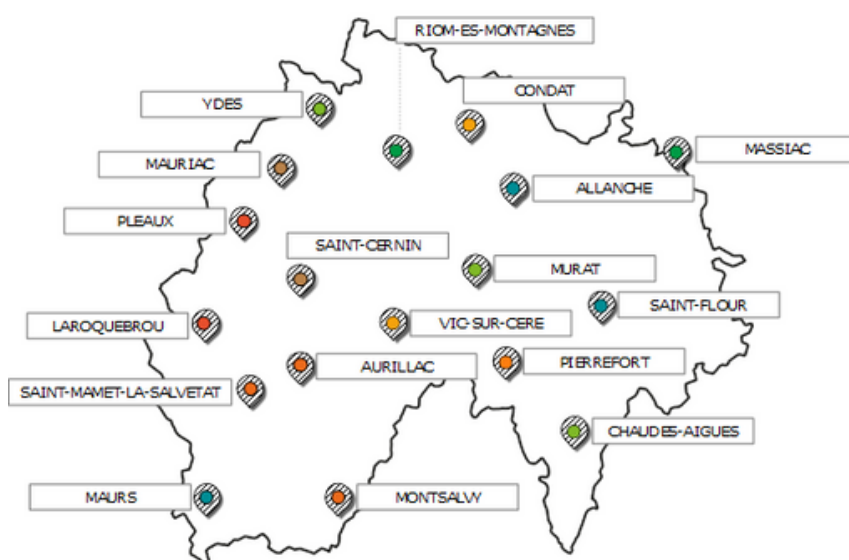 RIOM-ES-MONTAGNES
YDES
CONDAT
MAURIAC
MASSIAC
ALLANCHE
PLEAUX
SAINT-CERNIN
MURAT
SAINT-FLOUR
LAROQUEBROU
VIC-SUR-CERE
AURILLAC
PIERREFORT
SAINT-MAMET-LA-SALVETAT
CHAUDES-AIGUES
MAURS
MONTSALVY